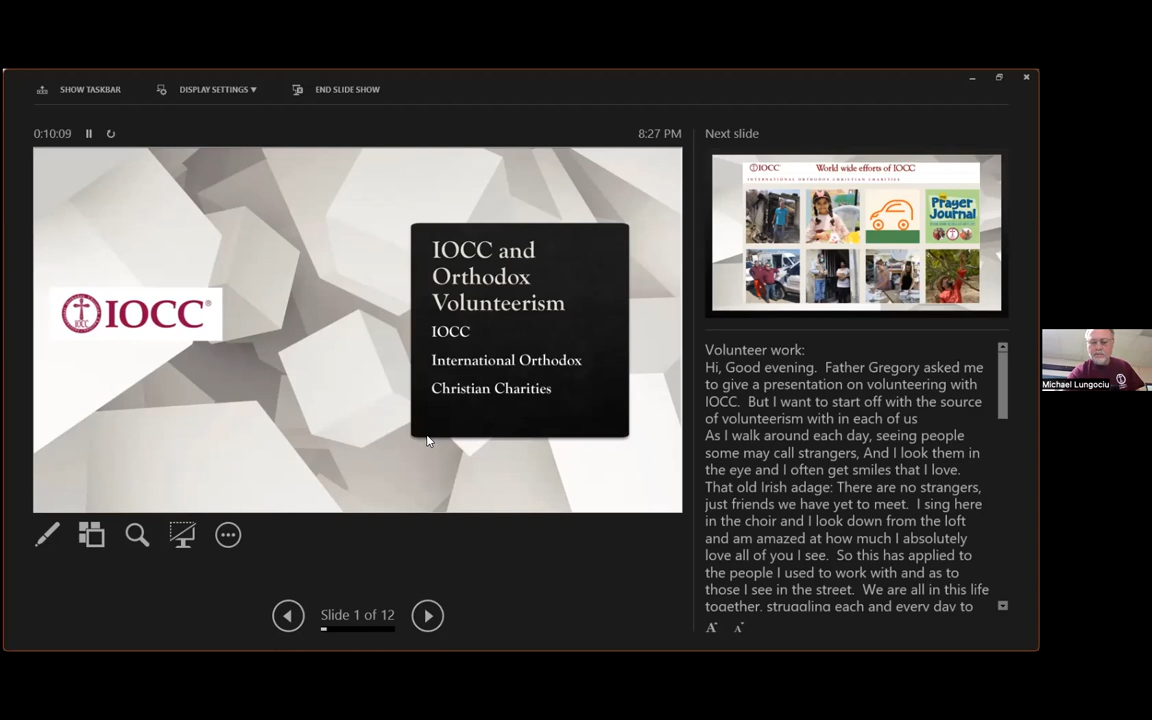 SHOW TASKBAR
DISPLAY SETTINGS ▼
END SLIDE SHOW
0:10:09
8:27 PM
Next slide
IOCC®
IOCC and
Orthodox
Volunteerism
IOCC
International Orthodox
Christian Charities
IOCC
World wide efforts of IOCC
INTERNATIONAL ORTHODOX CHRISTIAN CHARITIES
Prayer
Journal
Volunteer work:
Hi, Good evening. Father Gregory asked me
to give a presentation on volunteering with
IOCC. But I want to start off with the source
of volunteerism with in each of us
As I walk around each day, seeing people
some may call strangers, And I look them in
the eye and I often get smiles that I love.
That old Irish adage: There are no strangers,
just friends we have yet to meet. I sing here
in the choir and I look down from the loft
and am amazed at how much I absolutely
love all of you I see. So this has applied to
the people I used to work with and as to
those I see in the street. We are all in this life
together, struggling each and every day to
Slide 1 of 12
A A
Michael Lungociu